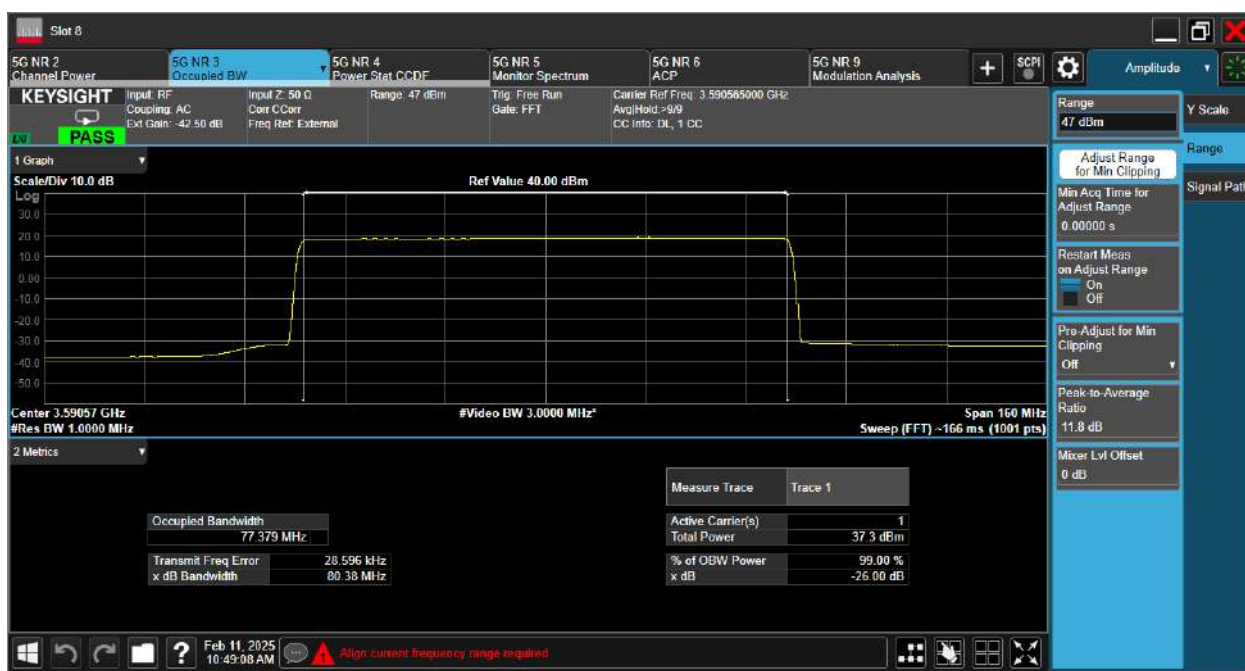 Slot 8
5G NR 2
Channel Power
5G NR 3
Occupied BW
5G NR 4
Power Stat CCDF
5G NR 5
Monitor Spectrum
5G NR 6
ACP
5G NR 9
Modulation Analysis
SCPI
Amplitude
KEYSIGHT
PASS
Input: RF
Coupling: AC
Ext Gain: -42.50 dB
Input Z: 50 Ω
Corr CCorr
Freq Ref: External
Range: 47 dBm
Trig: Free Run
Gate: FFT
Carrier Ref Freq: 3.590565000 GHz
Avg|Hold:>9/9
CC Info: DL, 1 CC
Range
47 dBm
Y Scale
Range
Signal Path
Adjust Range
for Min Clipping
Min Acq Time for
Adjust Range
0.00000 s
Restart Meas
on Adjust Range
On
Off
Pre-Adjust for Min
Clipping
Off
Peak-to-Average
Ratio
11.8 dB
Mixer Lvl Offset
0 dB
1 Graph
Scale/Div 10.0 dB
Ref Value 40.00 dBm
Log
30.0
20.0
10.0
0.00
-10.0
-20.0
-30.0
-40.0
-50.0
Center 3.59057 GHz
#Video BW 3.0000 MHz*
Span 160 MHz
#Res BW 1.0000 MHz
Sweep (FFT) ~166 ms (1001 pts)
2 Metrics
Measure Trace
Trace 1
Occupied Bandwidth
77.379 MHz
Active Carrier(s)
1
Total Power
37.3 dBm
Transmit Freq Error
28.596 kHz
% of OBW Power
99.00 %
x dB Bandwidth
80.38 MHz
x dB
-26.00 dB
Feb 11, 2025
10:49:08 AM
Align current frequency range required